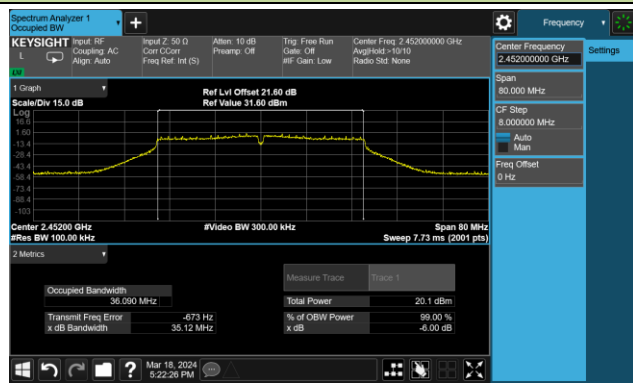 Spectrum Analyzer 1
Occupied BW
Frequency
KEYSIGHT Input: RF Input Z: 50 Ω Atten: 10 dB Trig: Free Run Center Freq: 2.452000000 GHz
L Coupling: AC Corr CCorr Preamp: Off Gate: Off Avg|Hold:>10/10
Align: Auto Freq Ref: Int (S) #IF Gain: Low Radio Std: None
LM
Center Frequency
2.452000000 GHz
Settings
Span
80.000 MHz
CF Step
8.000000 MHz
Auto
Man
Freq Offset
0 Hz
1 Graph
Ref Lvl Offset 21.60 dB
Scale/Div 15.0 dB Ref Value 31.60 dBm
Log
16.6
1.60
-13.4
-28.4
-43.4
-58.4
-73.4
-88.4
-103
Center 2.45200 GHz #Video BW 300.00 kHz Span 80 MHz
#Res BW 100.00 kHz Sweep 7.73 ms (2001 pts)
2 Metrics
Measure Trace Trace 1
Occupied Bandwidth
36.090 MHz Total Power 20.1 dBm
Transmit Freq Error -673 Hz % of OBW Power 99.00 %
x dB Bandwidth 35.12 MHz x dB -6.00 dB
Mar 18, 2024
5:22:26 PM